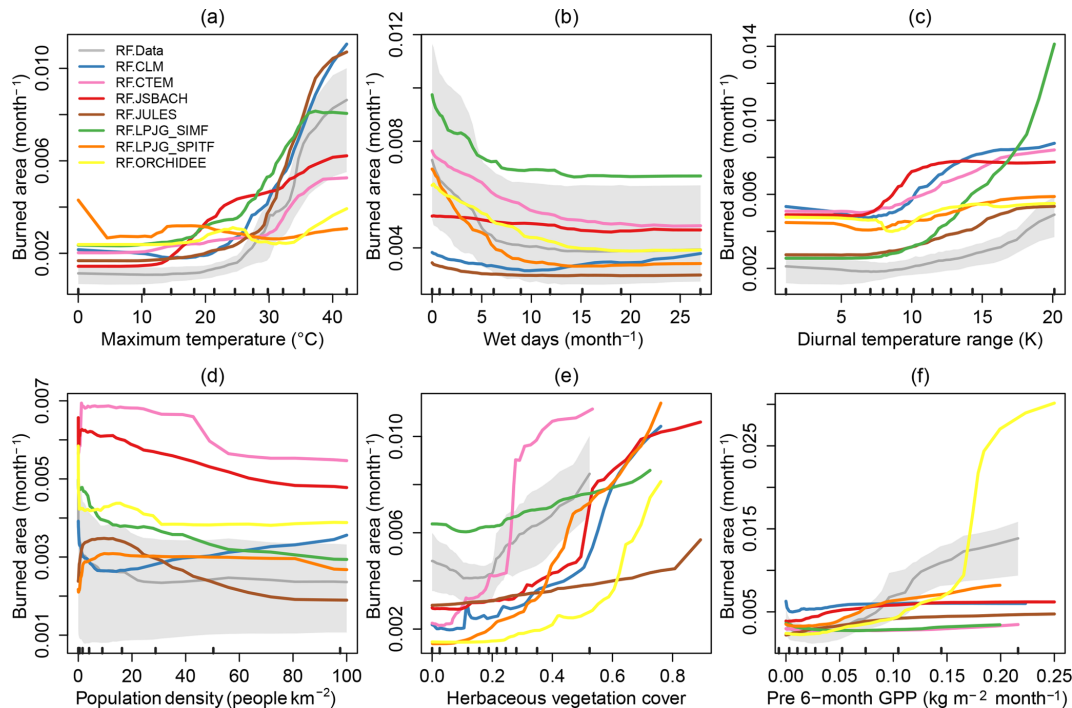 (a)
Burned area (month⁻¹)
0.002 0.006 0.010
RF.Data
RF.CLM
RF.CTEM
RF.JSBACH
RF.JULES
RF.LPJG_SIMF
RF.LPJG_SPITF
RF.ORCHIDEE
0 10 20 30 40
Maximum temperature (°C)
(b)
Burned area (month⁻¹)
0.004 0.008 0.012
0 5 10 15 20 25
Wet days (month⁻¹)
(c)
Burned area (month⁻¹)
0.002 0.006 0.010 0.014
5 10 15 20
Diurnal temperature range (K)
(d)
Burned area (month⁻¹)
0.001 0.003 0.005 0.007
0 20 40 60 80 100
Population density (people km⁻²)
(e)
Burned area (month⁻¹)
0.002 0.006 0.010
0.0 0.2 0.4 0.6 0.8
Herbaceous vegetation cover
(f)
Burned area (month⁻¹)
0.005 0.015 0.025
0.00 0.05 0.10 0.15 0.20 0.25
Pre 6−month GPP (kg m⁻² month⁻¹)